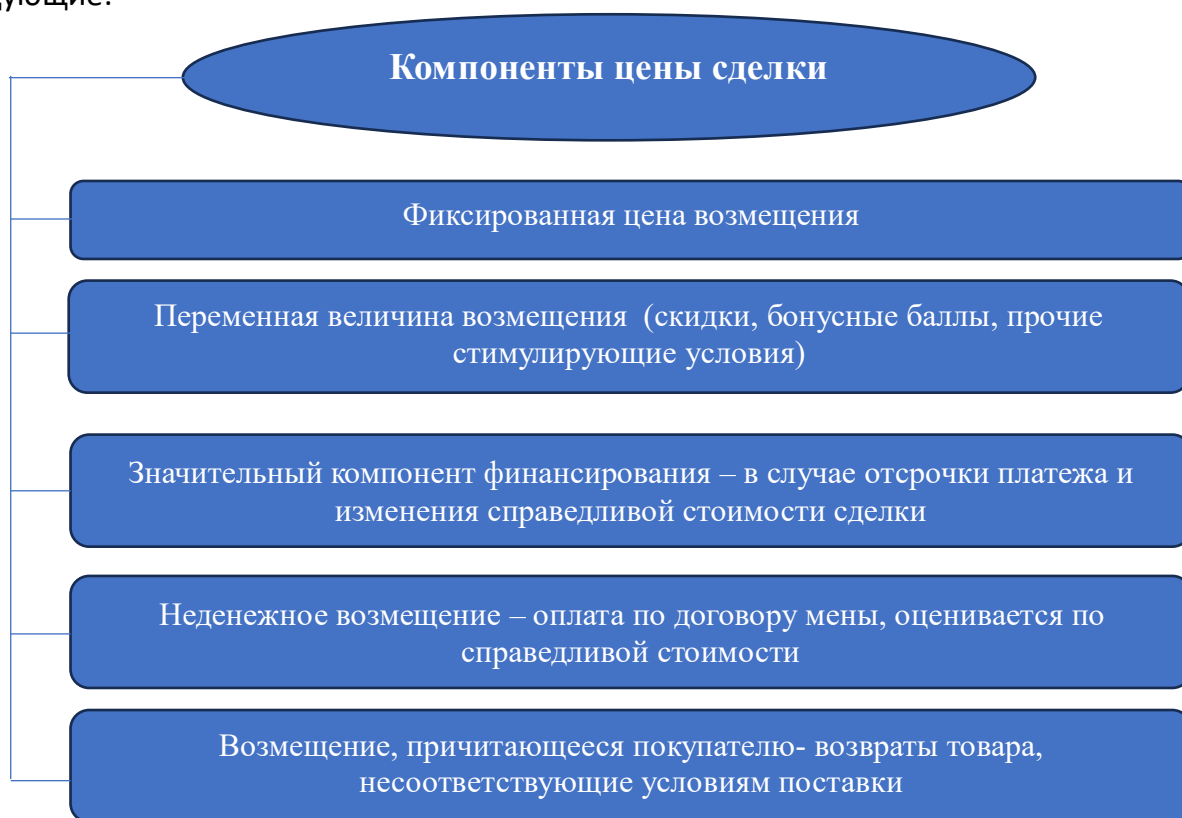 дующие:
Компоненты цены сделки
Фиксированная цена возмещения
Переменная величина возмещения (скидки, бонусные баллы, прочие
стимулирующие условия)
Значительный компонент финансирования – в случае отсрочки платежа и
изменения справедливой стоимости сделки
Неденежное возмещение – оплата по договору мены, оценивается по
справедливой стоимости
Возмещение, причитающееся покупателю- возвраты товара,
несоответствующие условиям поставки